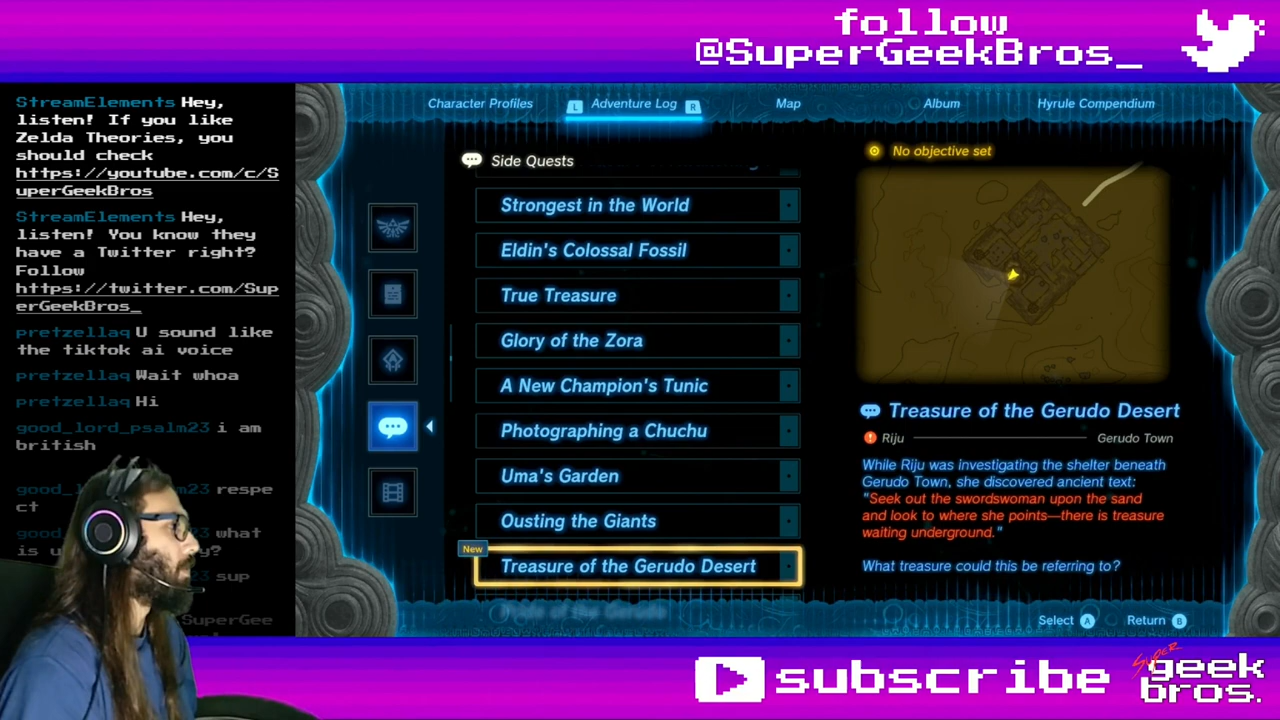 follow
@SuperGeekBros_
StreamElements Hey,
listen! If you like
Zelda Theories, you
should check
https://youtube.com/c/S
uperGeekBros
StreamElements Hey,
listen! You know they
have a Twitter right?
Follow
https://twitter.com/Sup
erGeekBros_
pretzellaq U sound like
the tiktok ai voice
pretzellaq Wait whoa
pretzellaq Hi
good_lord_psalm23 i am
british
23 respe
ct
23 what
is u
23 sup
SuperGee
Character Profiles
L
Adventure Log
R
Map
Album
Hyrule Compendium
Side Quests
Strongest in the World
Eldin's Colossal Fossil
True Treasure
Glory of the Zora
A New Champion's Tunic
Photographing a Chuchu
Uma's Garden
Ousting the Giants
New
Treasure of the Gerudo Desert
No objective set
Treasure of the Gerudo Desert
Riju
Gerudo Town
While Riju was investigating the shelter beneath
Gerudo Town, she discovered ancient text:
"Seek out the swordswoman upon the sand
and look to where she points—there is treasure
waiting underground."
What treasure could this be referring to?
Select A
Return B
subscribe
SUPER
geek
bros.